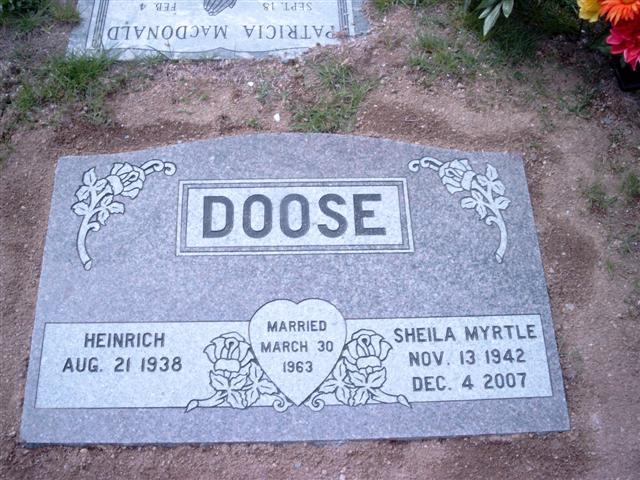 PATRICIA MACDONALD
SEPT. 18
FEB. 4
DOOSE
HEINRICH
AUG. 21 1938
MARRIED
MARCH 30
1963
SHEILA MYRTLE
NOV. 13 1942
DEC. 4 2007